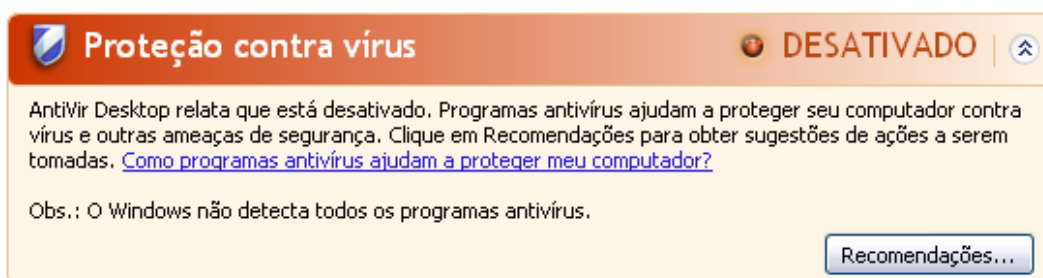 Proteção contra vírus DESATIVADO
AntiVir Desktop relata que está desativado. Programas antivírus ajudam a proteger seu computador contra
vírus e outras ameaças de segurança. Clique em Recomendações para obter sugestões de ações a serem
tomadas. Como programas antivírus ajudam a proteger meu computador?
Obs.: O Windows não detecta todos os programas antivírus.
Recomendações...